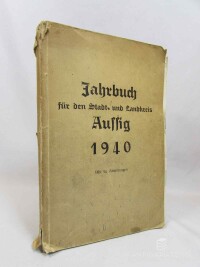 Jahrbuch
für den Stadt- und Landkreis
Aussig
1940